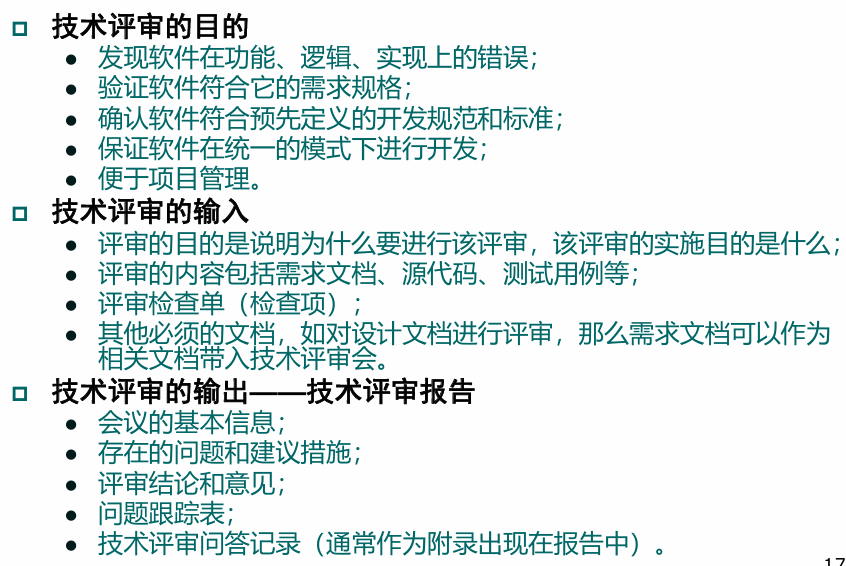 技术评审的目的
发现软件在功能、逻辑、实现上的错误；
验证软件符合它的需求规格；
确认软件符合预先定义的开发规范和标准；
保证软件在统一的模式下进行开发；
便于项目管理。
技术评审的输入
评审的目的是说明为什么要进行该评审，该评审的实施目的是什么；
评审的内容包括需求文档、源代码、测试用例等；
评审检查单（检查项）；
其他必须的文档，如对设计文档进行评审，那么需求文档可以作为
相关文档带入技术评审会。
技术评审的输出——技术评审报告
会议的基本信息；
存在的问题和建议措施；
评审结论和意见；
问题跟踪表；
技术评审问答记录（通常作为附录出现在报告中）。
17